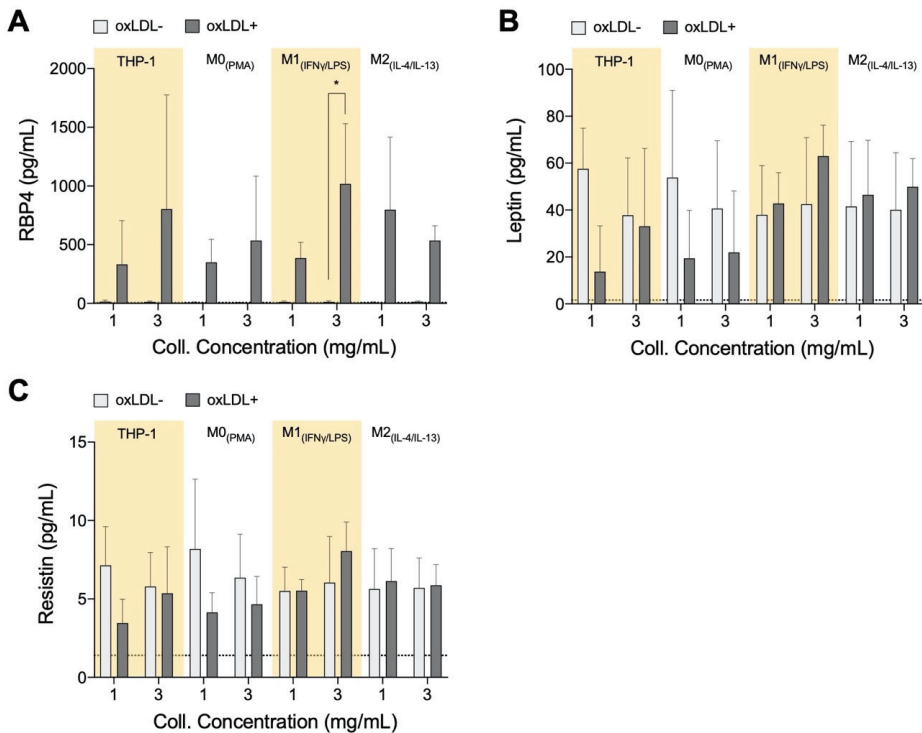 A
oxLDL- oxLDL+
THP-1 M0(PMA) M1(IFNγ/LPS) M2(IL-4/IL-13)
*
RBP4 (pg/mL)
2000
1500
1000
500
0
1 3 1 3 1 3 1 3
Coll. Concentration (mg/mL)
B
oxLDL- oxLDL+
THP-1 M0(PMA) M1(IFNγ/LPS) M2(IL-4/IL-13)
Leptin (pg/mL)
100
80
60
40
20
0
1 3 1 3 1 3 1 3
Coll. Concentration (mg/mL)
C
oxLDL- oxLDL+
THP-1 M0(PMA) M1(IFNγ/LPS) M2(IL-4/IL-13)
Resistin (pg/mL)
15
10
5
0
1 3 1 3 1 3 1 3
Coll. Concentration (mg/mL)